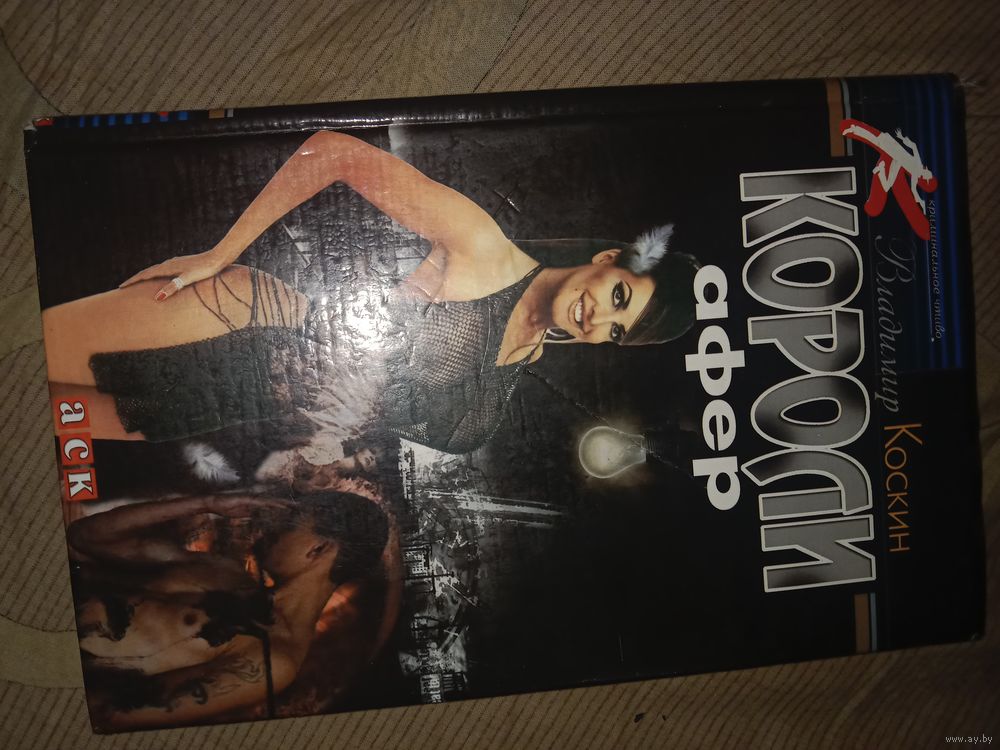 криминальное чтиво
Владимир Коскин
КОРОЛИ
афер
аск
www.ay.by